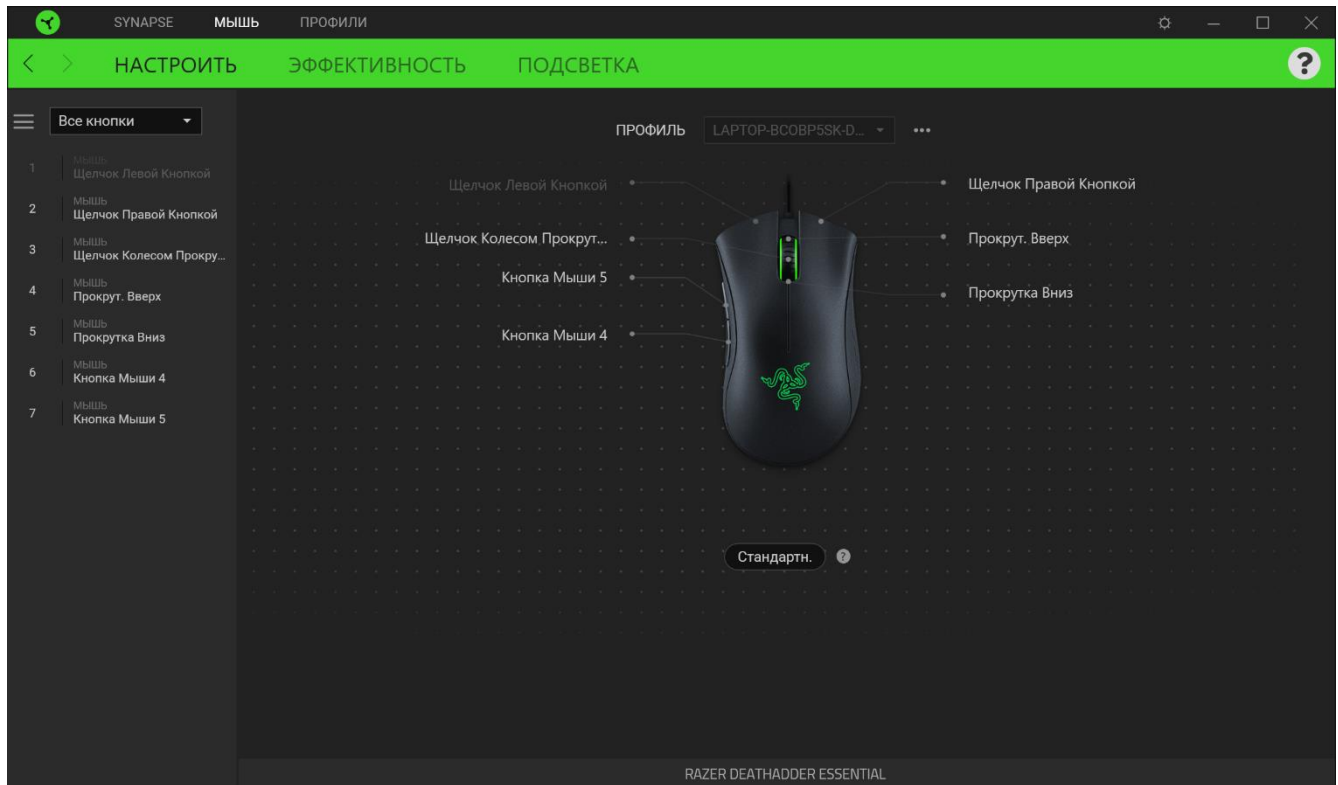 SYNAPSE МЫШЬ ПРОФИЛИ
НАСТРОИТЬ ЭФФЕКТИВНОСТЬ ПОДСВЕТКА ?
Все кнопки
ПРОФИЛЬ LAPTOP-BCOBP5SK-D... •••
1 МЫШЬ
Щелчок Левой Кнопкой
2 МЫШЬ
Щелчок Правой Кнопкой
3 МЫШЬ
Щелчок Колесом Прокру...
4 МЫШЬ
Прокрут. Вверх
5 МЫШЬ
Прокрутка Вниз
6 МЫШЬ
Кнопка Мыши 4
7 МЫШЬ
Кнопка Мыши 5
Щелчок Левой Кнопкой
Щелчок Колесом Прокрут...
Кнопка Мыши 5
Кнопка Мыши 4
Щелчок Правой Кнопкой
Прокрут. Вверх
Прокрутка Вниз
Стандартн. ?
RAZER DEATHADDER ESSENTIAL